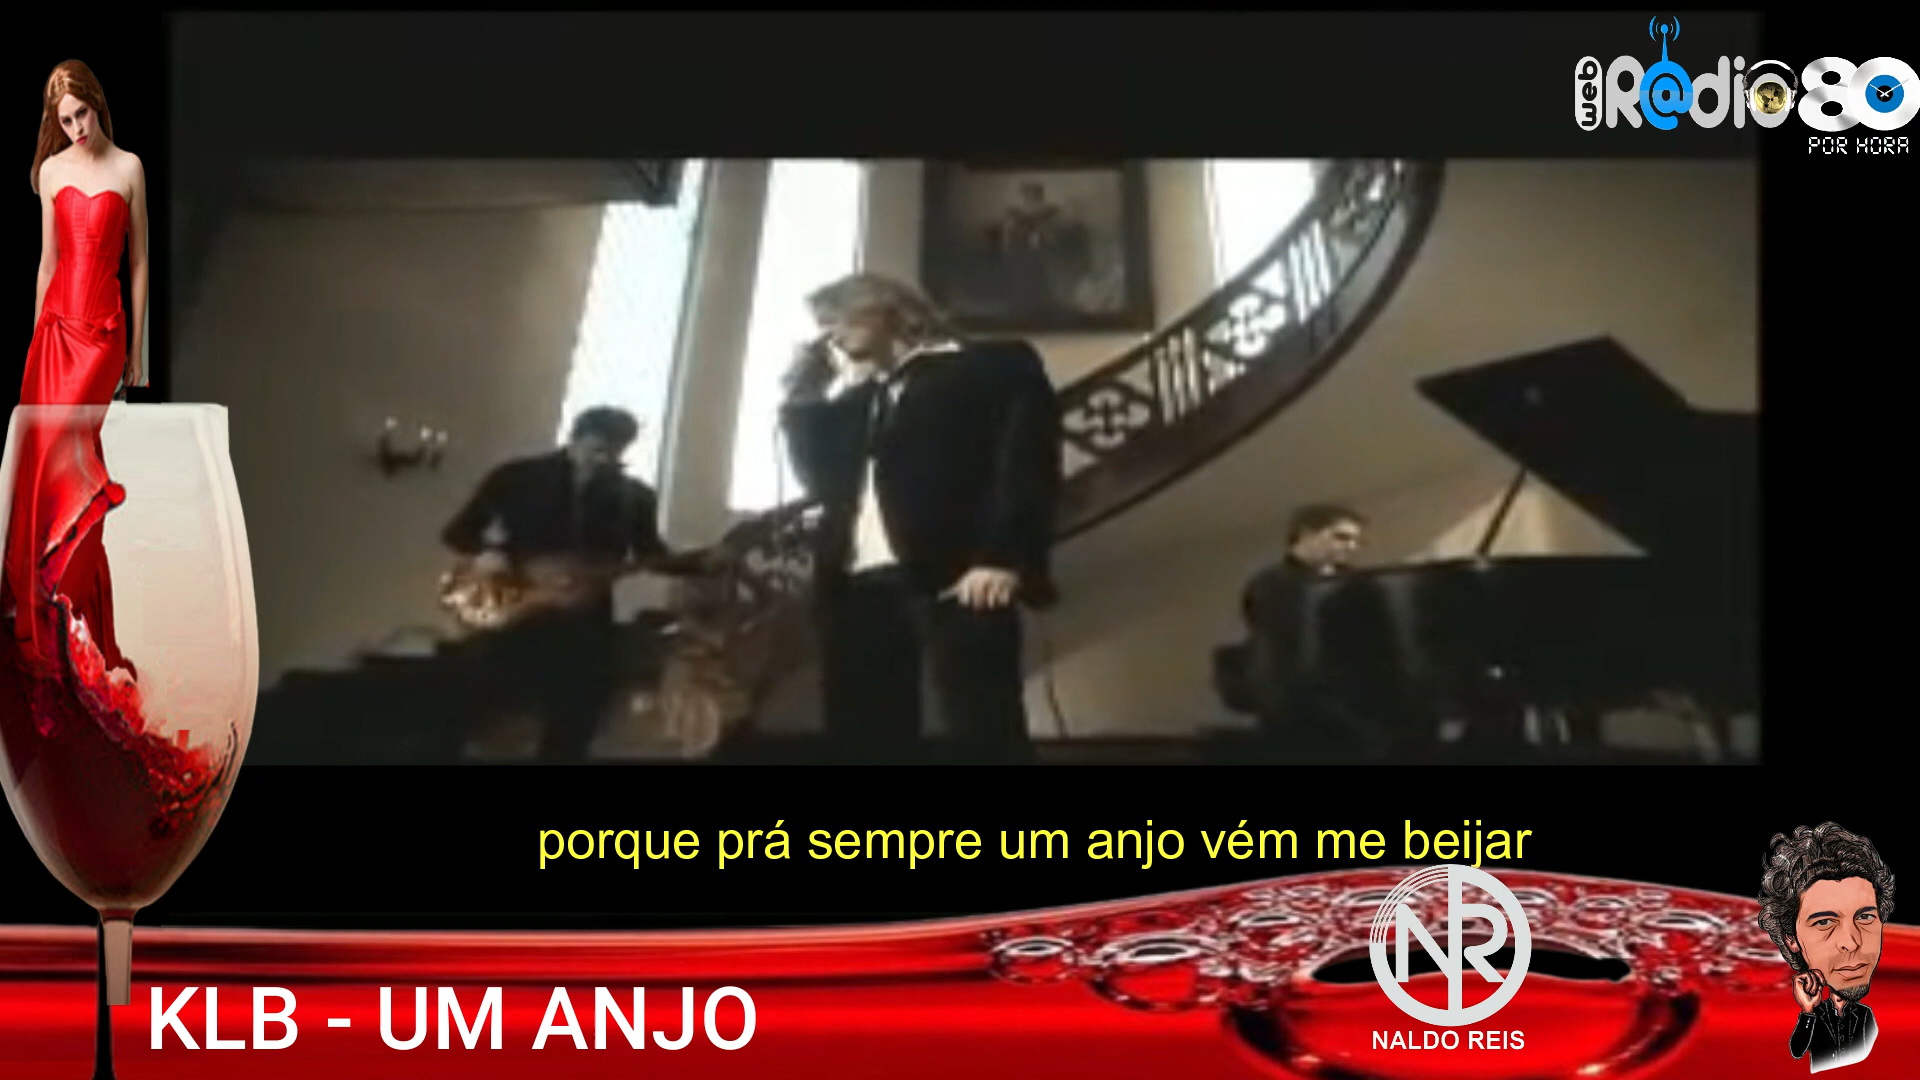 web
R@dio 80
POR HORA
porque prá sempre um anjo vém me beijar
NR
NALDO REIS
KLB - UM ANJO